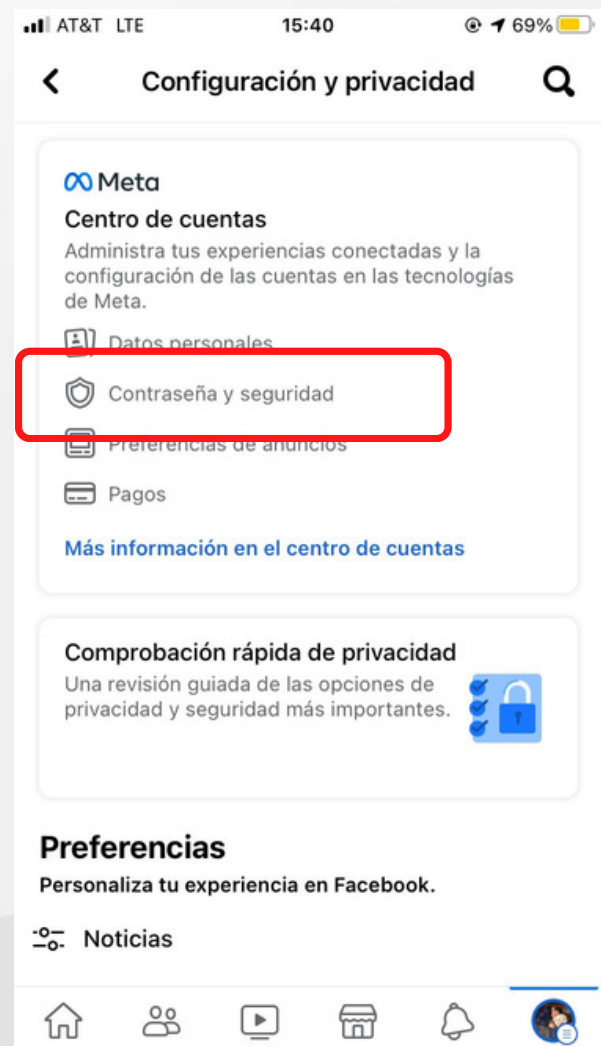 AT&T LTE 15:40 69%
Configuración y privacidad
Meta
Centro de cuentas
Administra tus experiencias conectadas y la
configuración de las cuentas en las tecnologías
de Meta.
Datos personales
Contraseña y seguridad
Preferencias de anuncios
Pagos
Más información en el centro de cuentas
Comprobación rápida de privacidad
Una revisión guiada de las opciones de
privacidad y seguridad más importantes.
Preferencias
Personaliza tu experiencia en Facebook.
Noticias